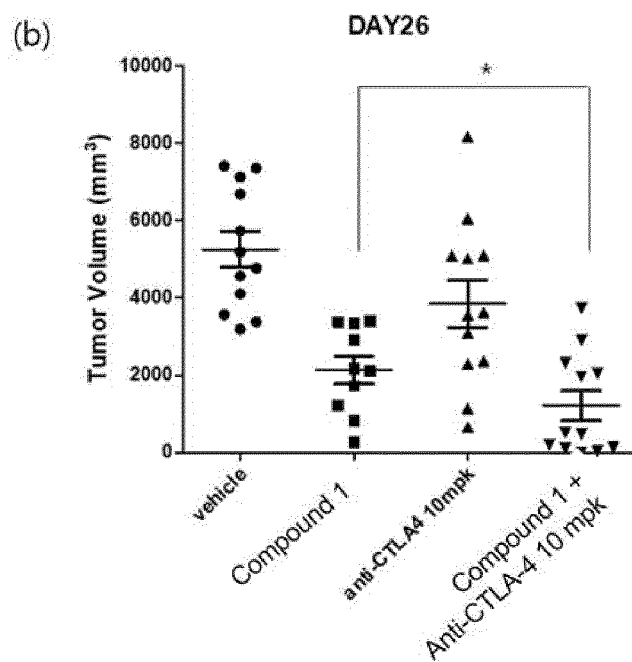 (b)
DAY26
Tumor Volume (mm³)
10000
8000
6000
4000
2000
0
*
vehicle
Compound 1
anti-CTLA4 10mpk
Compound 1 +
Anti-CTLA-4 10 mpk